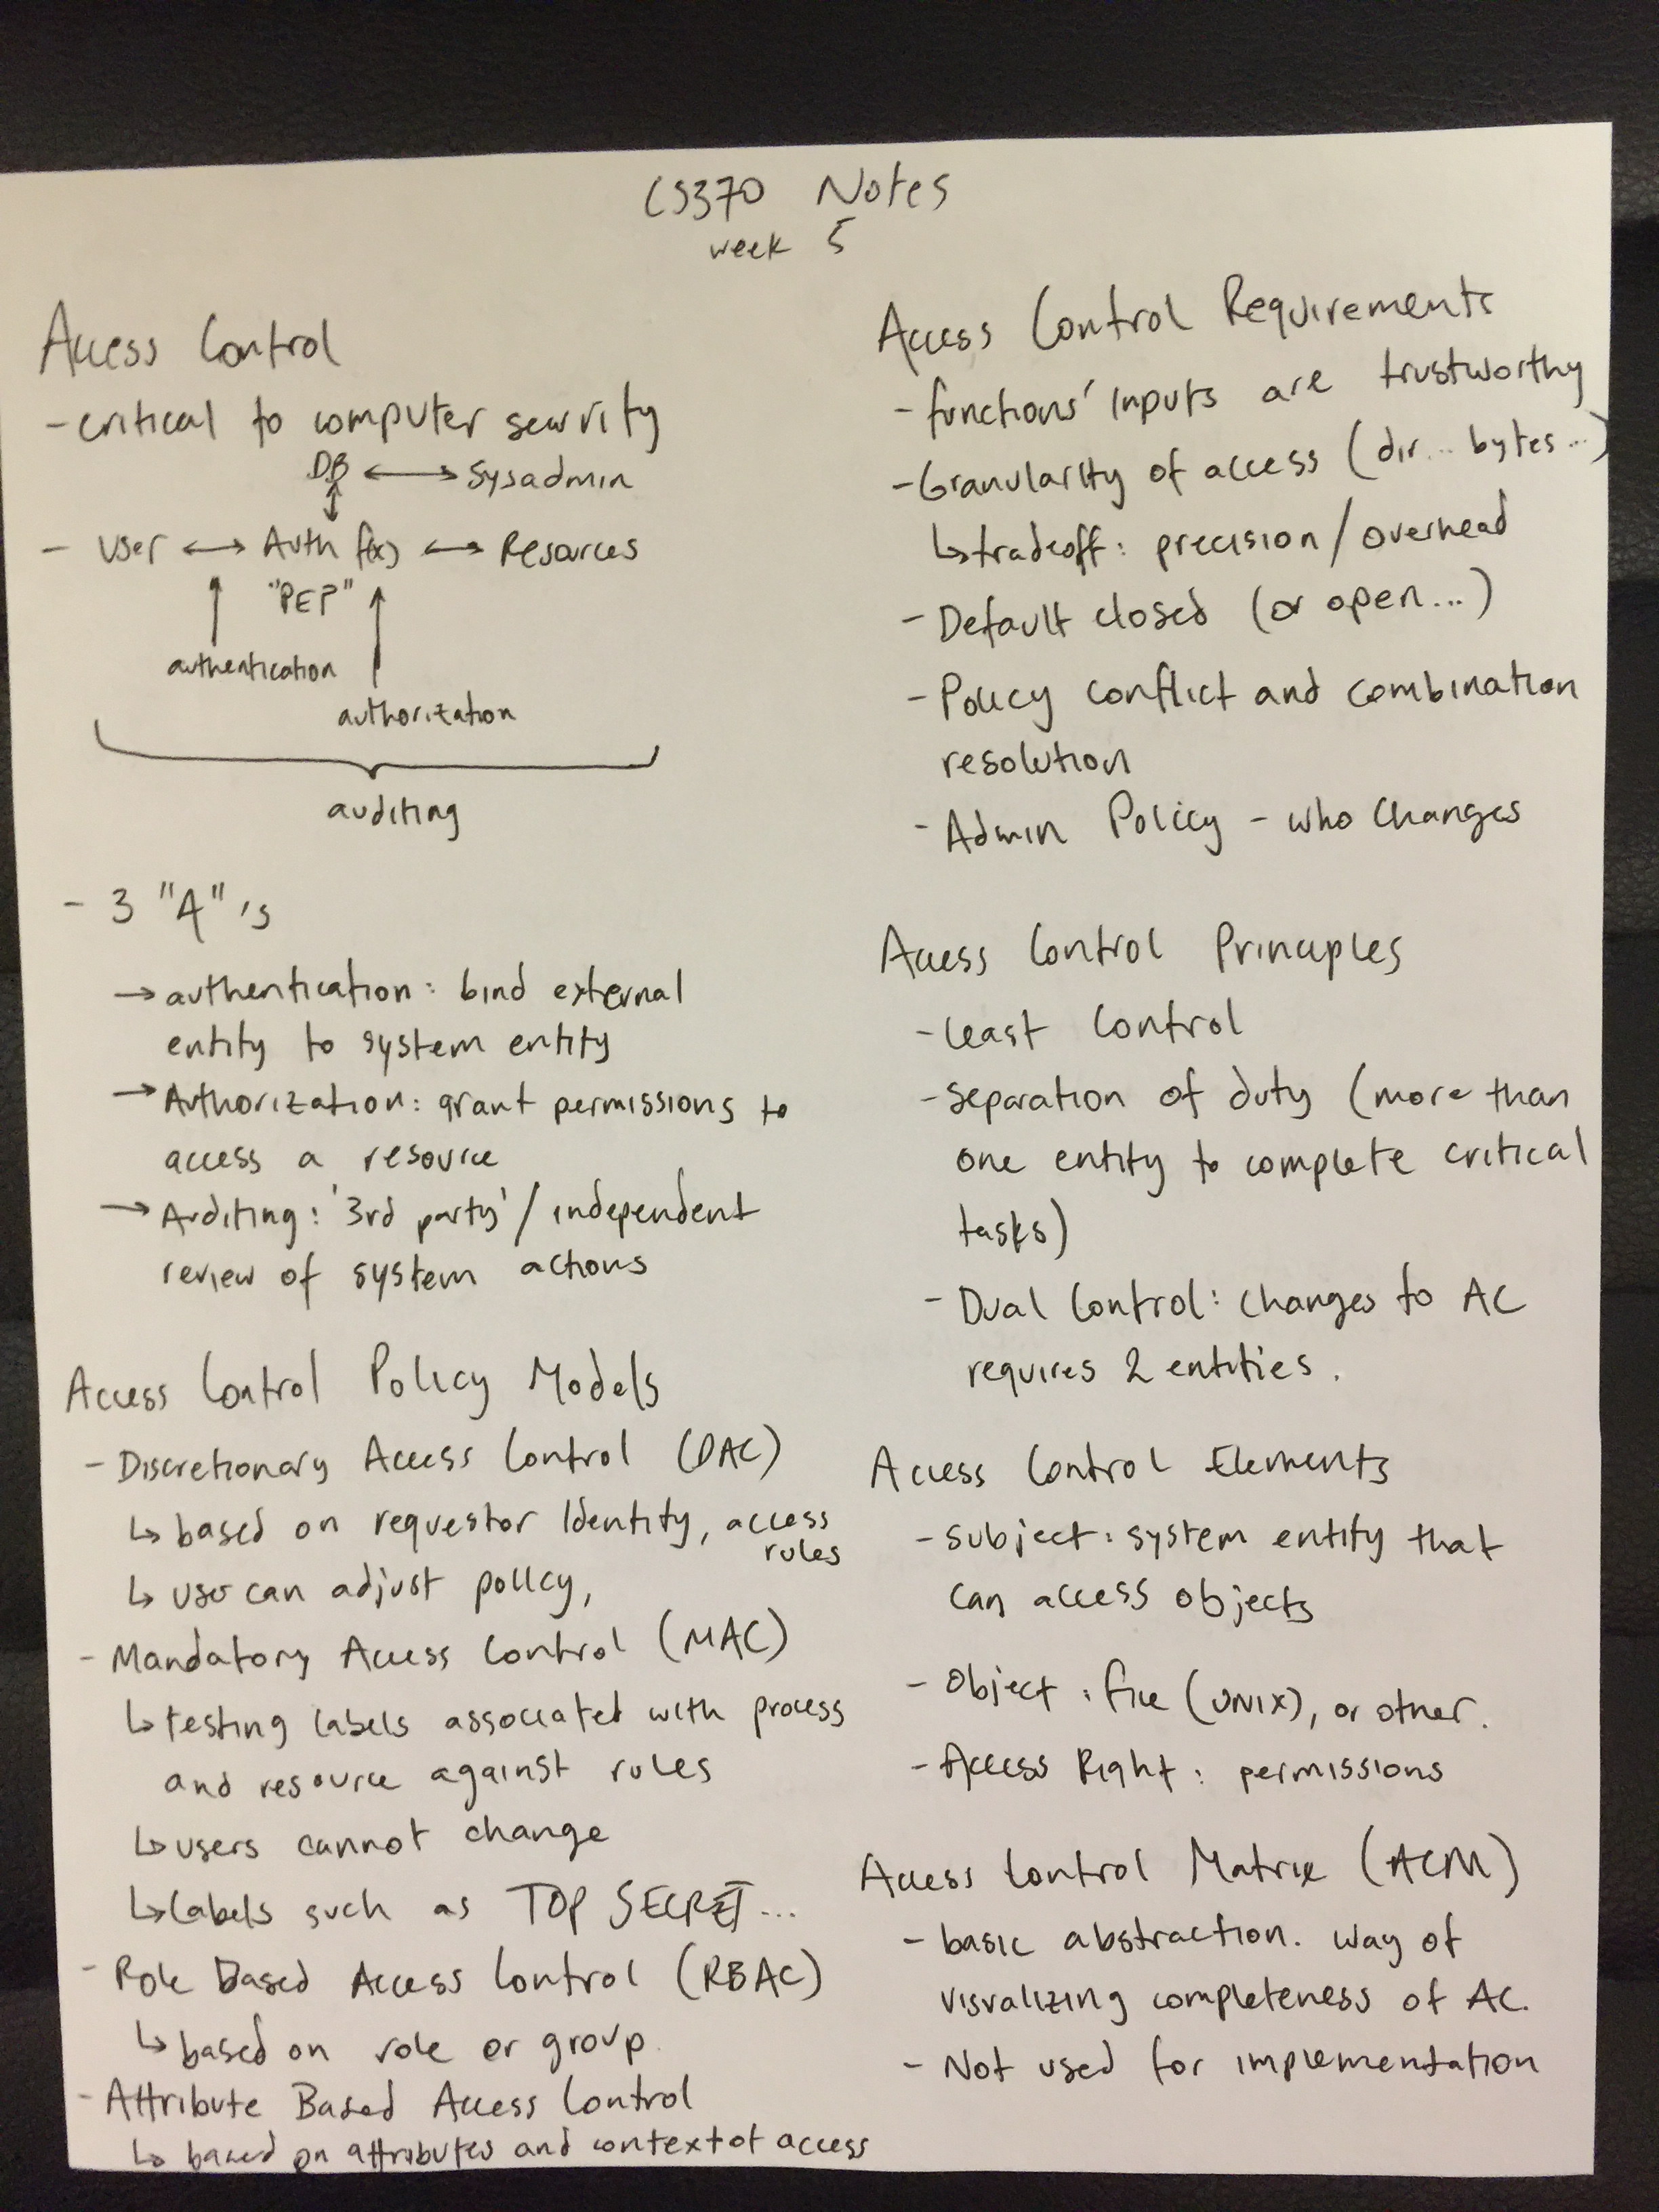 CS370 Notes
week 5
Access Control
- critical to computer security
DB ↔ Sysadmin
↕
- User ↔ Auth f(x) ↔ Resources
"PEP"
authentication
authorization
auditing
- 3 "A"'s
→ authentication: bind external
entity to system entity
→ Authorization: grant permissions to
access a resource
→ Auditing: '3rd party' / independent
review of system actions
Access Control Policy Models
- Discretionary Access Control (DAC)
↳ based on requestor identity, access
rules
↳ user can adjust policy,
- Mandatory Access Control (MAC)
↳ testing labels associated with process
and resource against rules
↳ users cannot change
↳ labels such as TOP SECRET...
- Role Based Access Control (RBAC)
↳ based on role or group.
- Attribute Based Access Control
↳ based on attributes and context of access
Access Control Requirements
- functions' inputs are trustworthy
- Granularity of access (dir... bytes...)
↳ tradeoff: precision / overhead
- Default closed (or open...)
- Policy conflict and combination
resolution
- Admin Policy - who changes
Access Control Principles
- least control
- separation of duty (more than
one entity to complete critical
tasks)
- Dual Control: changes to AC
requires 2 entities.
Access Control Elements
- subject: system entity that
can access objects
- Object: file (UNIX), or other.
- Access Right: permissions
Access Control Matrix (ACM)
- basic abstraction. Way of
visualizing completeness of AC.
- Not used for implementation